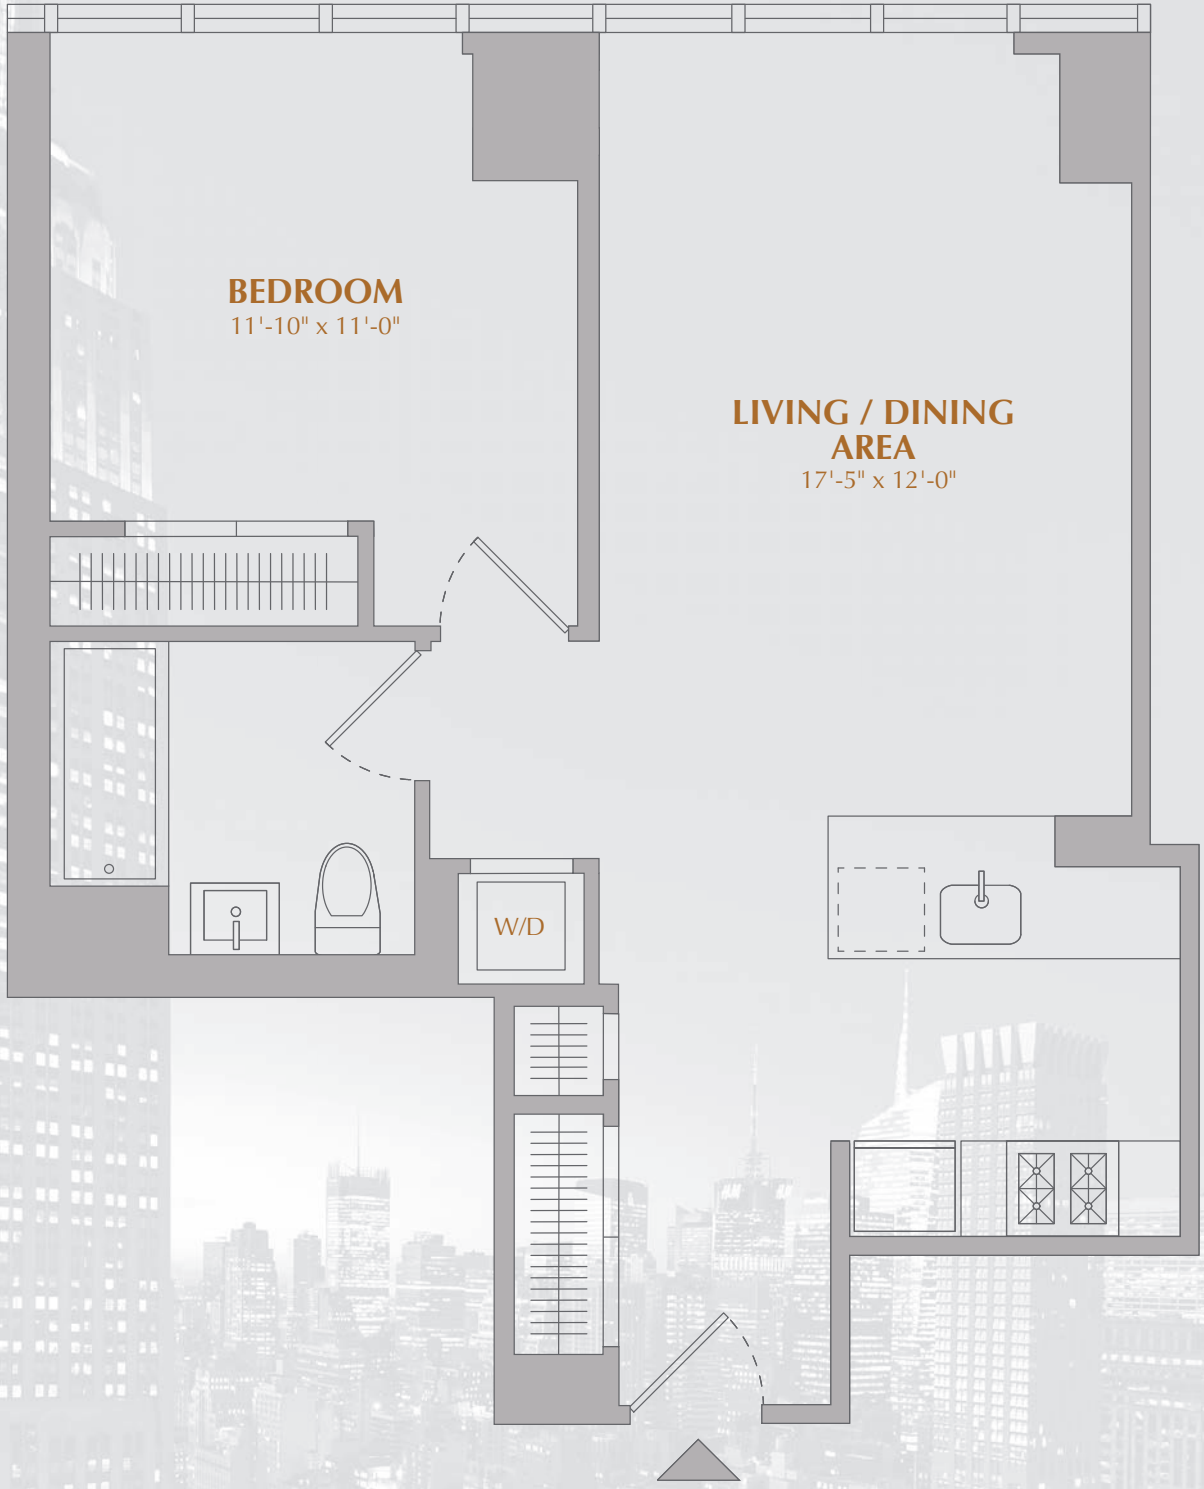 BEDROOM
11'-10" x 11'-0"
LIVING / DINING
AREA
17'-5" x 12'-0"
W/D